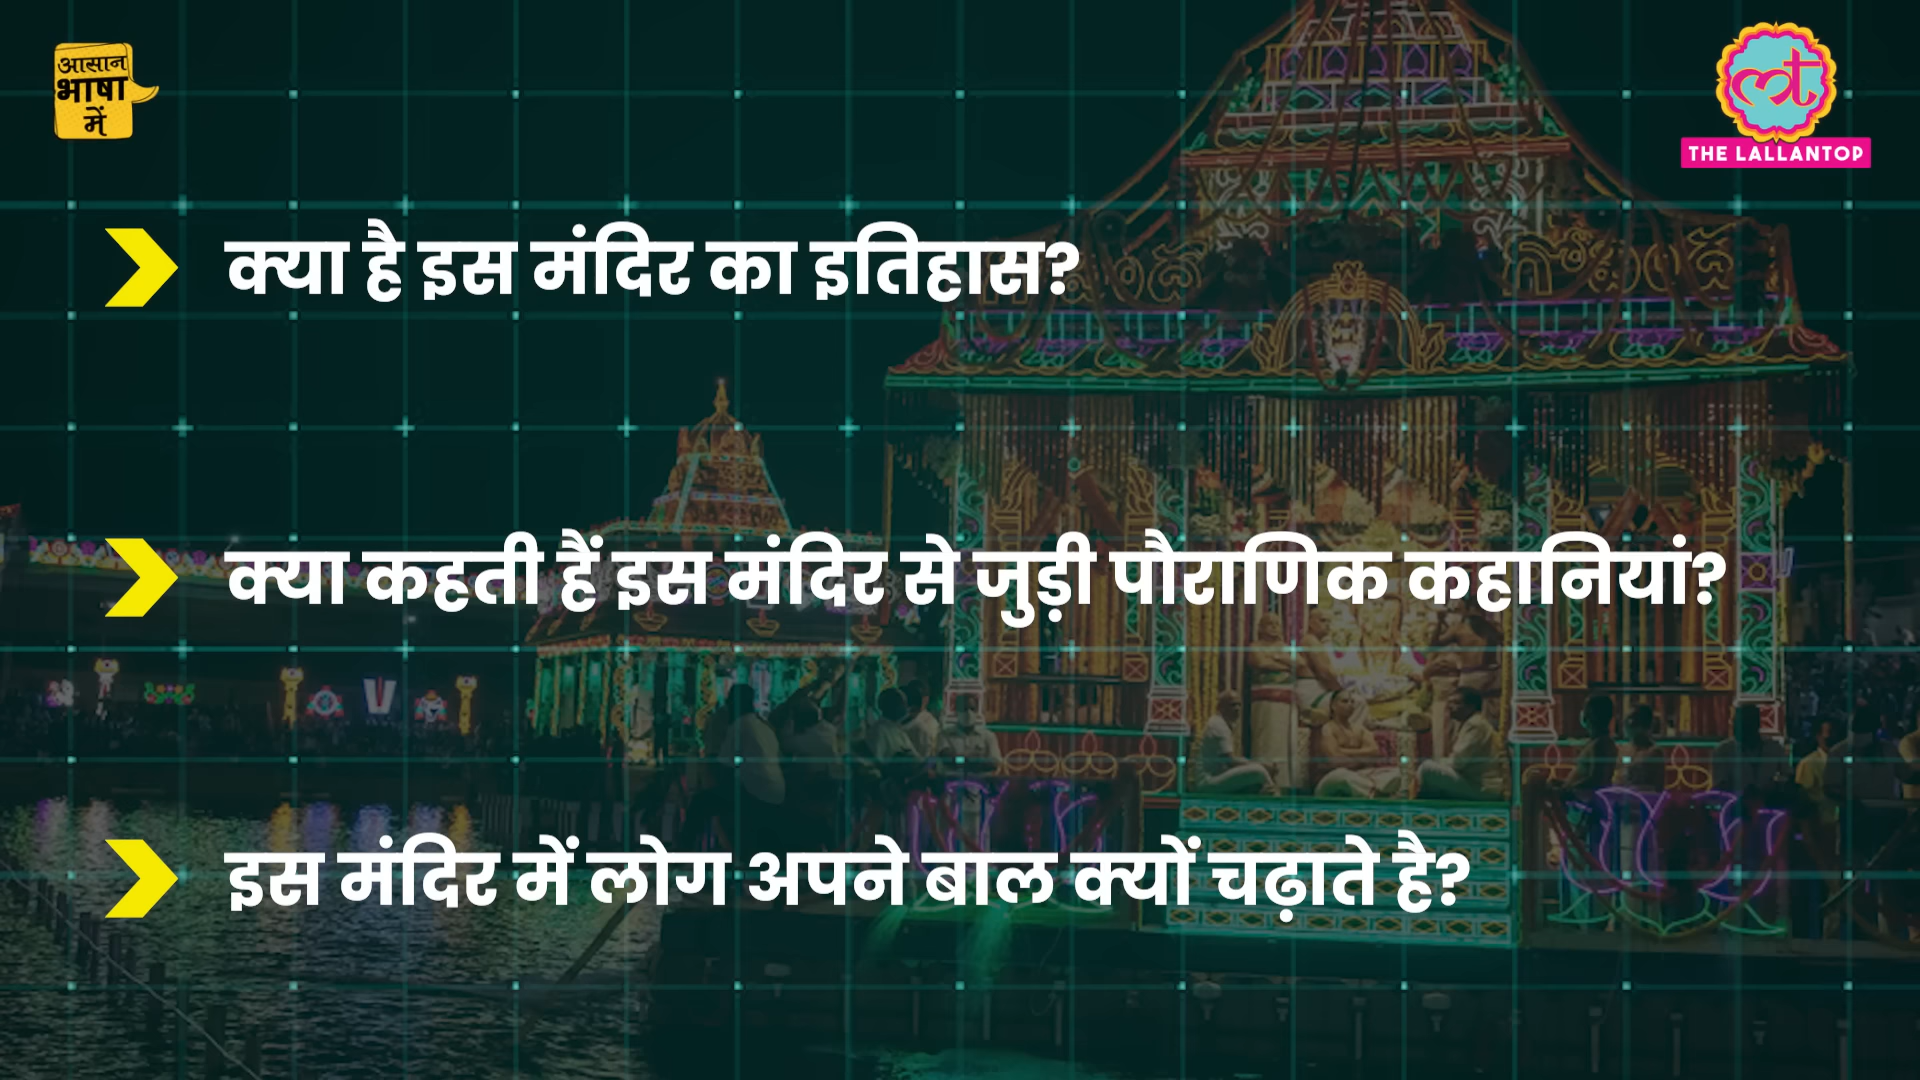 आसान
भाषा
में
THE LALLANTOP
क्या है इस मंदिर का इतिहास?
क्या कहती हैं इस मंदिर से जुड़ी पौराणिक कहानियां?
इस मंदिर में लोग अपने बाल क्यों चढ़ाते है?